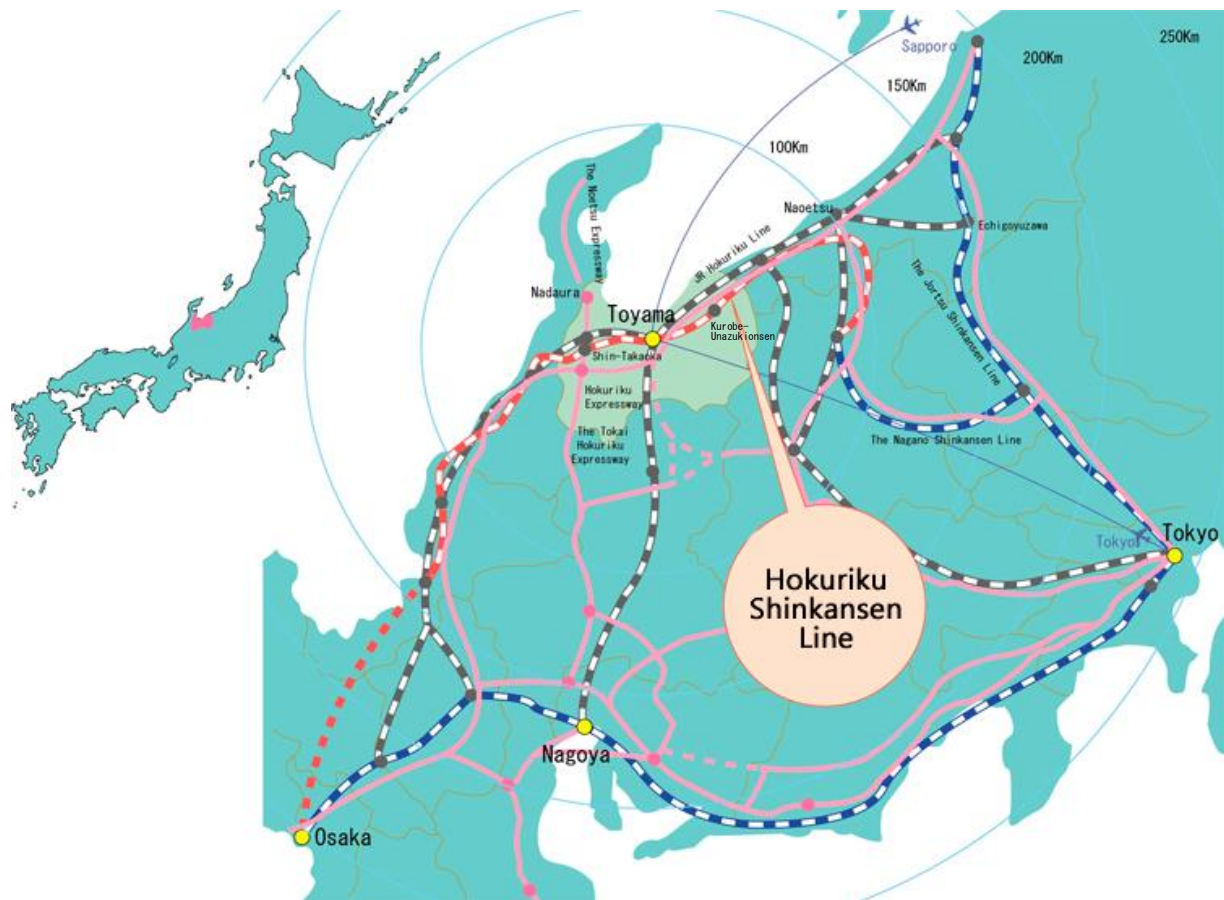 250Km
200Km
Sapporo
150Km
100Km
The Noetsu Expressway
Naoetsu
Echigoyuzawa
JR Hokuriku Line
The Jortsu Shinkansen Line
Nadaura
Toyama
Kurobe-
Unazukionsen
Shin-Takaoka
Hokuriku
Expressway
The Tokai
Hokuriku
Expressway
The Nagano Shinkansen Line
Tokyo
Tokyo
Hokuriku
Shinkansen
Line
Nagoya
Osaka